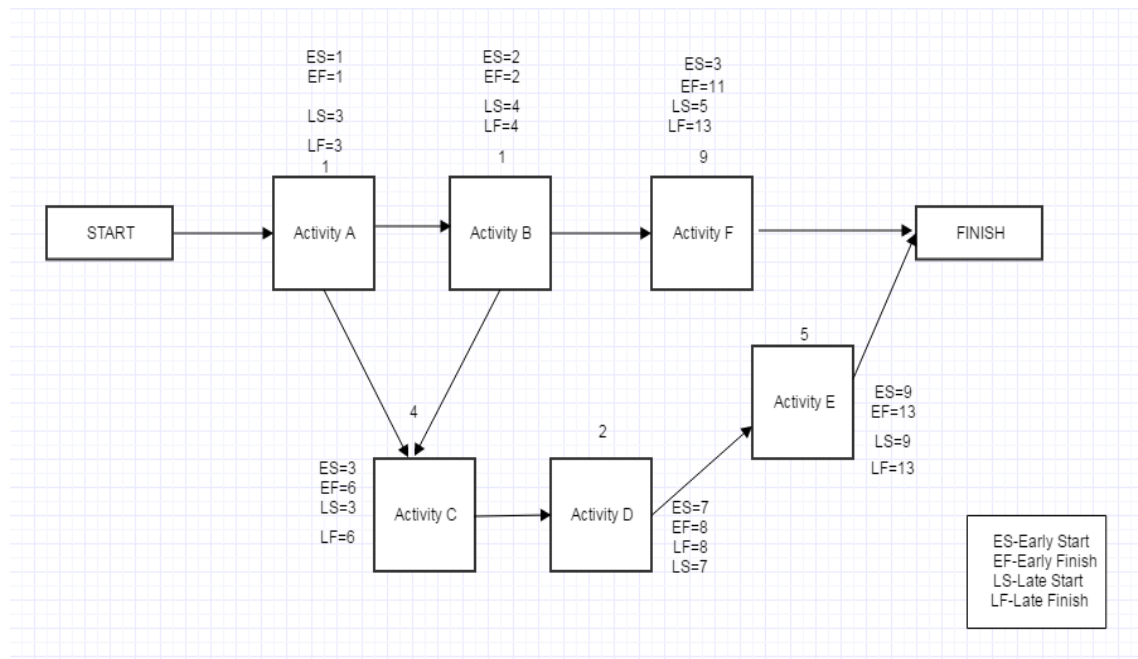 ES=1
EF=1
LS=3
LF=3
1
ES=2
EF=2
LS=4
LF=4
1
ES=3
EF=11
LS=5
LF=13
9
START
Activity A
Activity B
Activity F
FINISH
5
Activity E
ES=9
EF=13
LS=9
LF=13
4
2
ES=3
EF=6
LS=3
LF=6
Activity C
Activity D
ES=7
EF=8
LF=8
LS=7
ES-Early Start
EF-Early Finish
LS-Late Start
LF-Late Finish